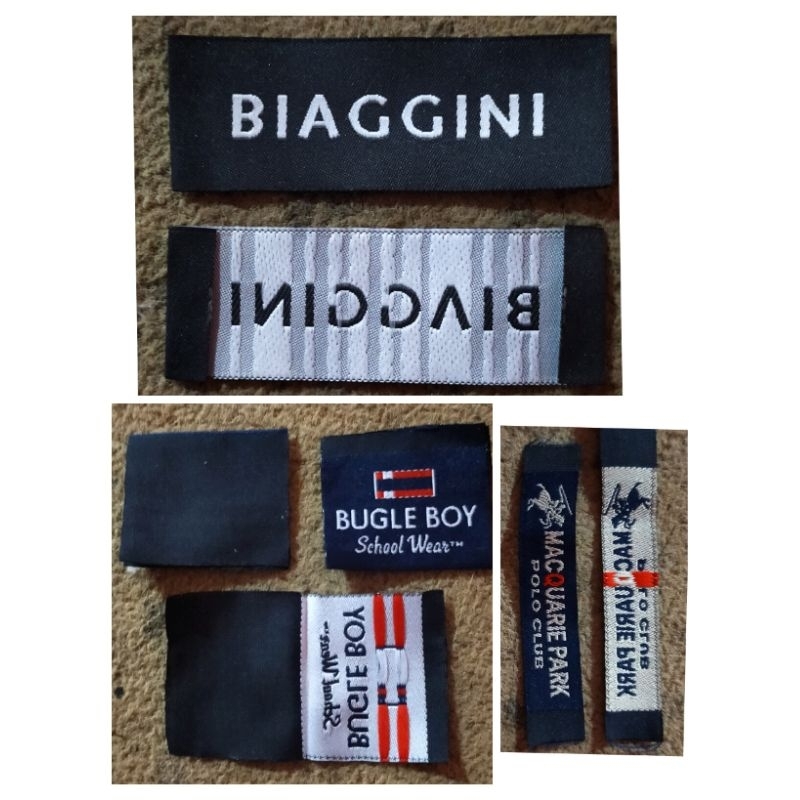 BIAGGINI
BIAGGINI
BUGLE BOY
School Wear™
BUGLE BOY
School Wear™
MACQUARIE PARK
POLO CLUB
MACQUARIE PARK
POLO CLUB